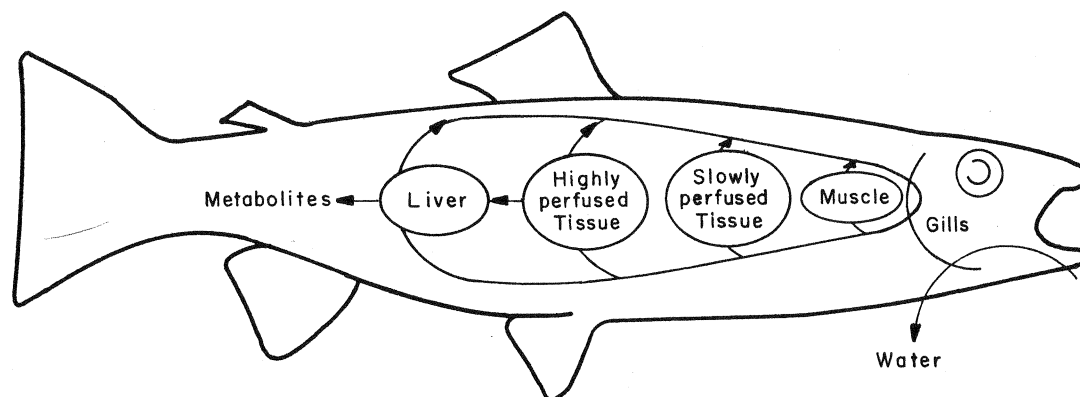 Metabolites
Liver
Highly
perfused
Tissue
Slowly
perfused
Tissue
Muscle
Gills
Water